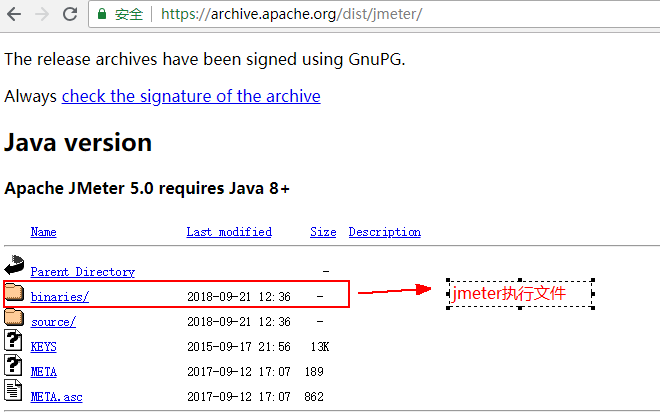 安全 https://archive.apache.org/dist/jmeter/
The release archives have been signed using GnuPG.
Always check the signature of the archive
Java version
Apache JMeter 5.0 requires Java 8+
Name Last modified Size Description
Parent Directory -
binaries/ 2018-09-21 12:36 -
jmeter执行文件
source/ 2018-09-21 12:36 -
KEYS 2015-09-17 21:56 13K
META 2017-09-12 17:07 189
META.asc 2017-09-12 17:07 862